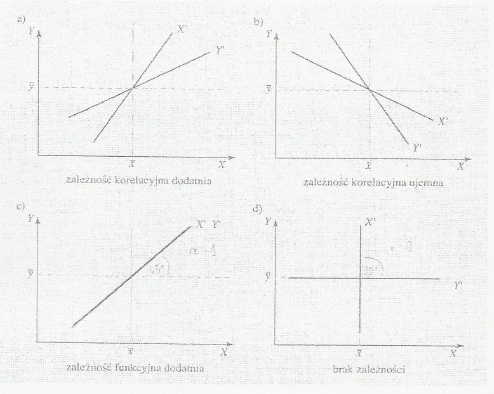 a)
Y
X'
Y'
ȳ
x̄
X
zależność korelacyjna dodatnia
b)
Y
ȳ
X'
Y'
x̄
X
zależność korelacyjna ujemna
c)
Y
X' Y'
45°
ȳ
x̄
X
zależność funkcyjna dodatnia
d)
Y
X'
90°
ȳ
Y'
x̄
X
brak zależności